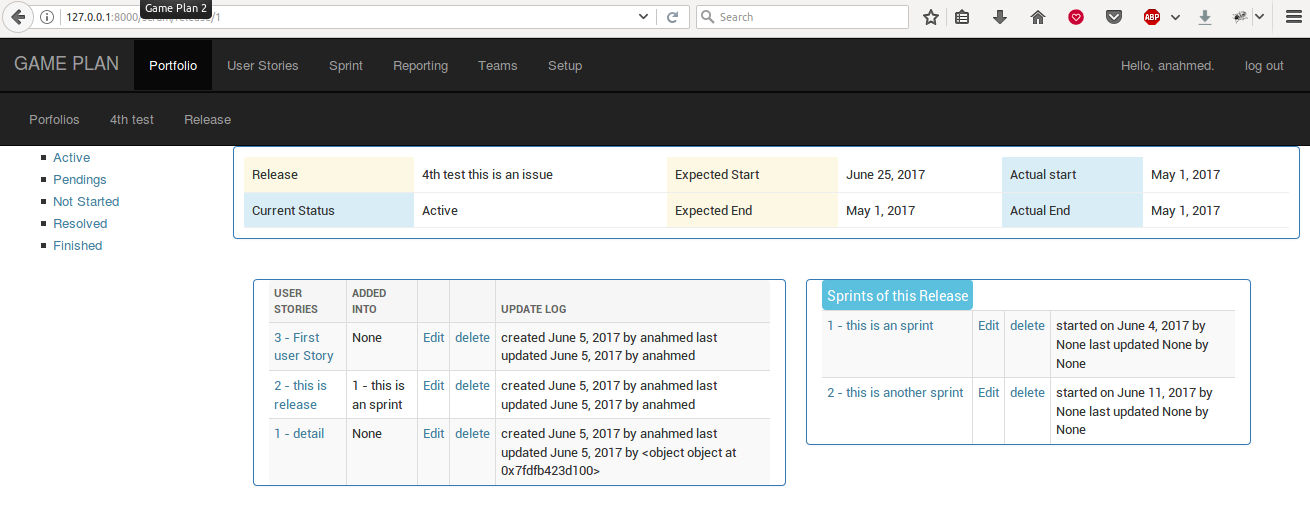 Game Plan 2
127.0.0.1:8000/ /1
Search
ABP
GAME PLAN Portfolio User Stories Sprint Reporting Teams Setup Hello, anahmed. log out
Porfolios 4th test Release
Active
Pendings
Not Started
Resolved
Finished
Release 4th test this is an issue Expected Start June 25, 2017 Actual start May 1, 2017
Current Status Active Expected End May 1, 2017 Actual End May 1, 2017
USER STORIES ADDED INTO UPDATE LOG
3 - First user Story None Edit delete created June 5, 2017 by anahmed last
updated June 5, 2017 by anahmed
2 - this is release 1 - this is an sprint Edit delete created June 5, 2017 by anahmed last
updated June 5, 2017 by anahmed
1 - detail None Edit delete created June 5, 2017 by anahmed last
updated June 5, 2017 by <object object at
0x7fdfb423d100>
Sprints of this Release
1 - this is an sprint Edit delete started on June 4, 2017 by
None last updated None by
None
2 - this is another sprint Edit delete started on June 11, 2017 by
None last updated None by
None